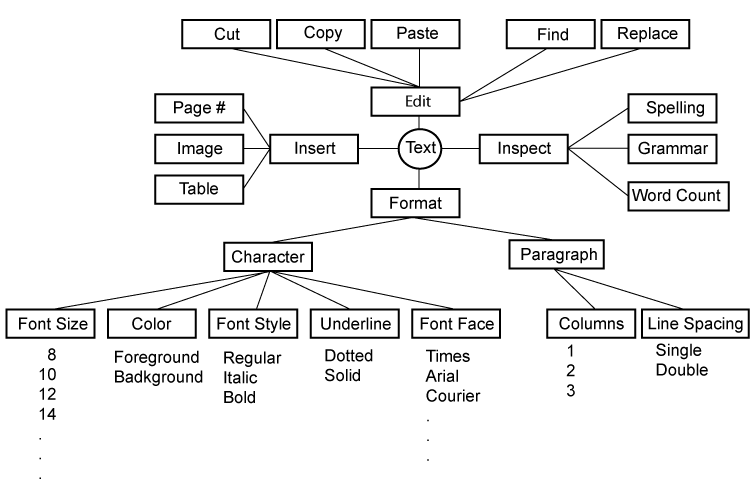 Cut
Copy
Paste
Find
Replace
Edit
Page #
Spelling
Image
Insert
Text
Inspect
Grammar
Table
Word Count
Format
Character
Paragraph
Font Size
Color
Font Style
Underline
Font Face
Columns
Line Spacing
8
10
12
14
.
.
.
Foreground
Badkground
Regular
Italic
Bold
Dotted
Solid
Times
Arial
Courier
.
.
.
1
2
3
Single
Double